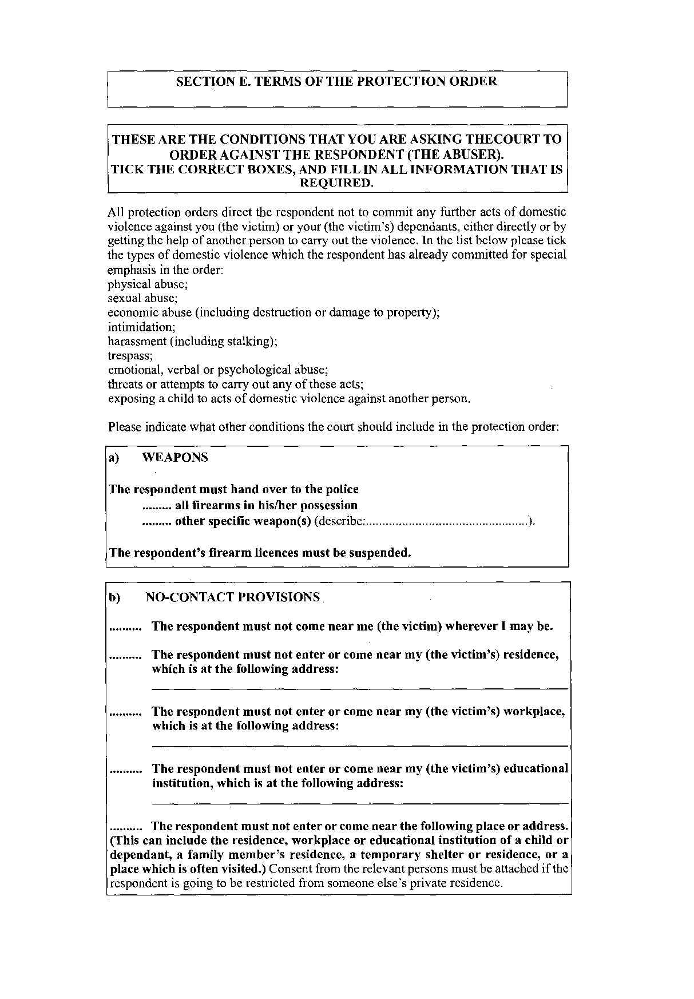 SECTION E. TERMS OF THE PROTECTION ORDER
THESE ARE THE CONDITIONS THAT YOU ARE ASKING THECOURT TO
ORDER AGAINST THE RESPONDENT (THE ABUSER).
TICK THE CORRECT BOXES, AND FILL IN ALL INFORMATION THAT IS
REQUIRED.
All protection orders direct the respondent not to commit any further acts of domestic
violence against you (the victim) or your (the victim's) dependants, either directly or by
getting the help of another person to carry out the violence. In the list below please tick
the types of domestic violence which the respondent has already committed for special
emphasis in the order:
physical abuse;
sexual abuse;
economic abuse (including destruction or damage to property);
intimidation;
harassment (including stalking);
trespass;
emotional, verbal or psychological abuse;
threats or attempts to carry out any of these acts;
exposing a child to acts of domestic violence against another person.
Please indicate what other conditions the court should include in the protection order:
a) WEAPONS
The respondent must hand over to the police
......... all firearms in his/her possession
......... other specific weapon(s) (describe:.................................................).
The respondent's firearm licences must be suspended.
b) NO-CONTACT PROVISIONS
.......... The respondent must not come near me (the victim) wherever I may be.
.......... The respondent must not enter or come near my (the victim's) residence,
which is at the following address:
.......... The respondent must not enter or come near my (the victim's) workplace,
which is at the following address:
.......... The respondent must not enter or come near my (the victim's) educational
institution, which is at the following address:
.......... The respondent must not enter or come near the following place or address.
(This can include the residence, workplace or educational institution of a child or
dependant, a family member's residence, a temporary shelter or residence, or a
place which is often visited.) Consent from the relevant persons must be attached if the
respondent is going to be restricted from someone else's private residence.